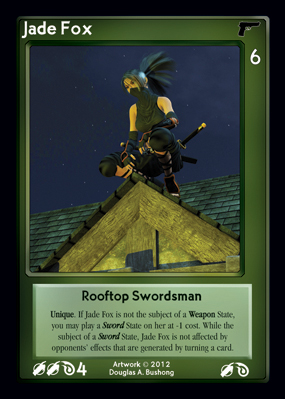 Jade Fox
6
Rooftop Swordsman
Unique. If Jade Fox is not the subject of a Weapon State,
you may play a Sword State on her at -1 cost. While the
subject of a Sword State, Jade Fox is not affected by
opponents' effects that are generated by turning a card.
4
Artwork © 2012
Douglas A. Bushong